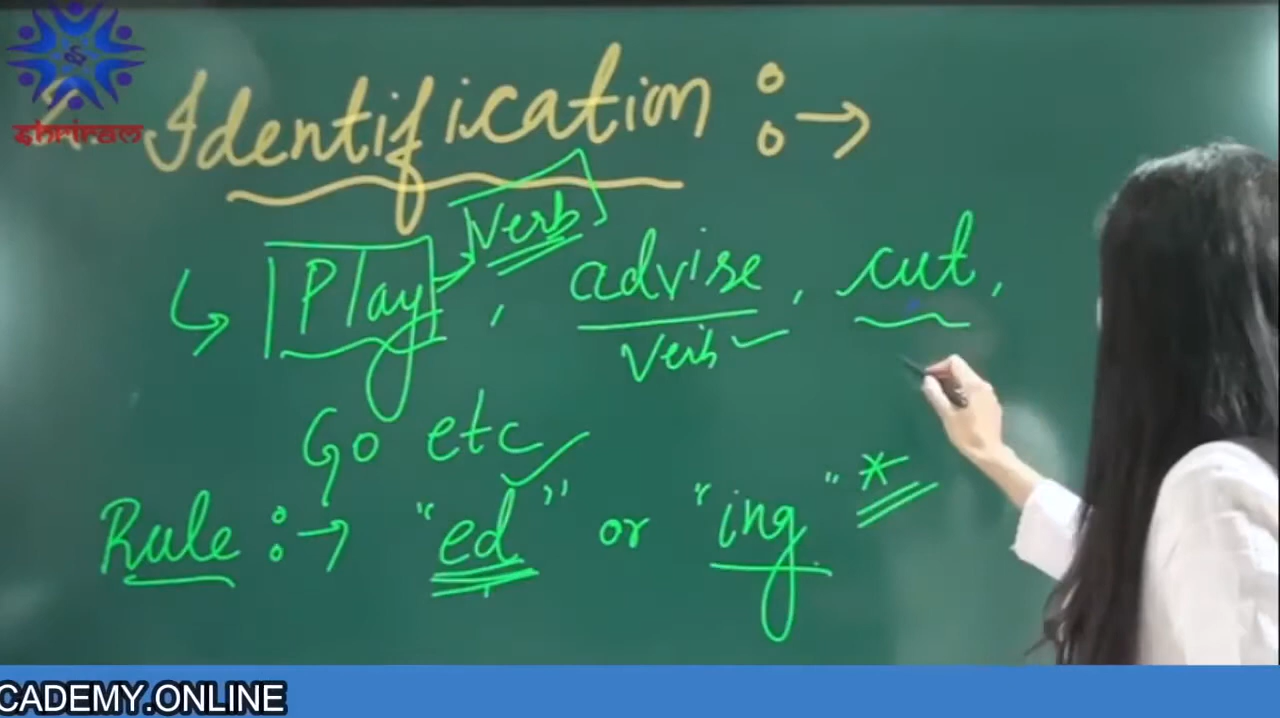 Shriram
Identification :→
Verb
Play, advise, cut,
Verb
Go etc
Rule :→ "ed" or "ing" *
CADEMY.ONLINE